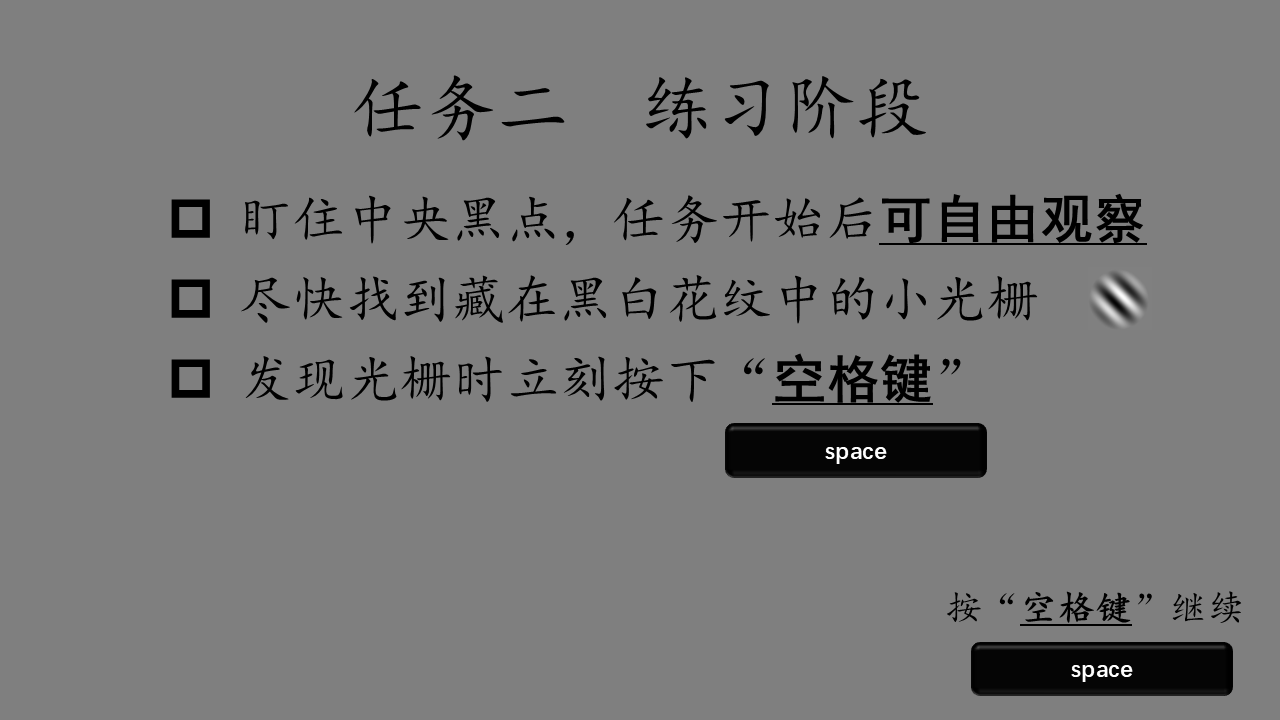 任务二　练习阶段
盯住中央黑点，任务开始后可自由观察
尽快找到藏在黑白花纹中的小光栅
发现光栅时立刻按下“空格键”
space
按“空格键”继续
space